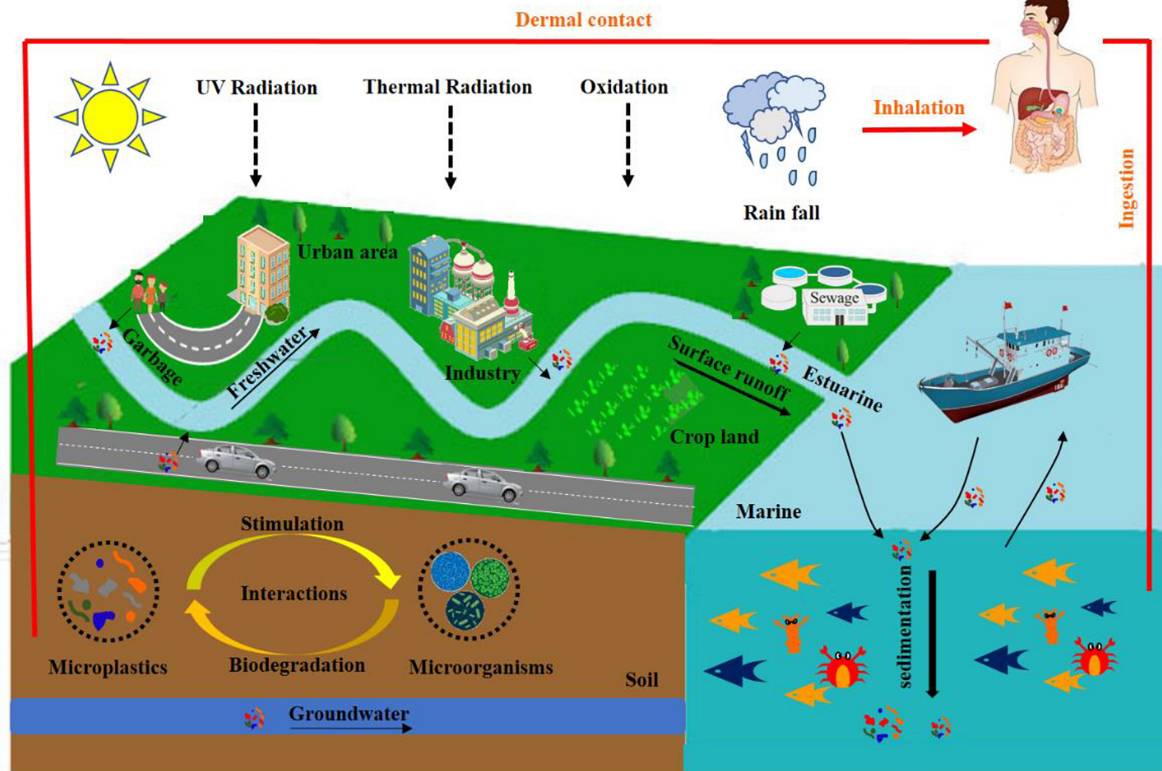 Dermal contact
UV Radiation
Thermal Radiation
Oxidation
Inhalation
Ingestion
Rain fall
Urban area
Sewage
Garbage
Freshwater
Industry
Surface runoff
Estuarine
Crop land
Marine
Stimulation
Interactions
Biodegradation
Microplastics
Microorganisms
sedimentation
Soil
Groundwater